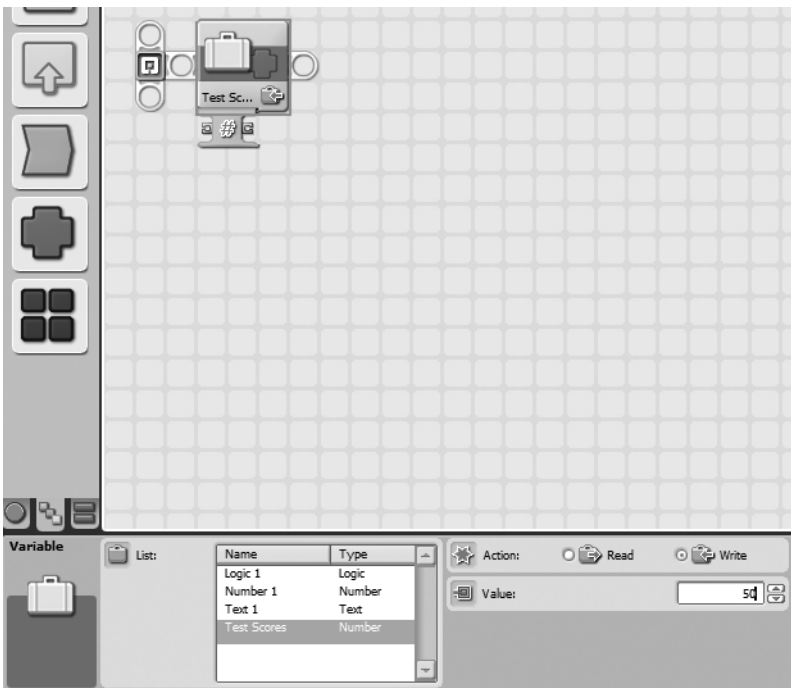 Test Sc...
#
Variable
List:
Name Type
Logic 1 Logic
Number 1 Number
Text 1 Text
Test Scores Number
Action: Read Write
Value: 50